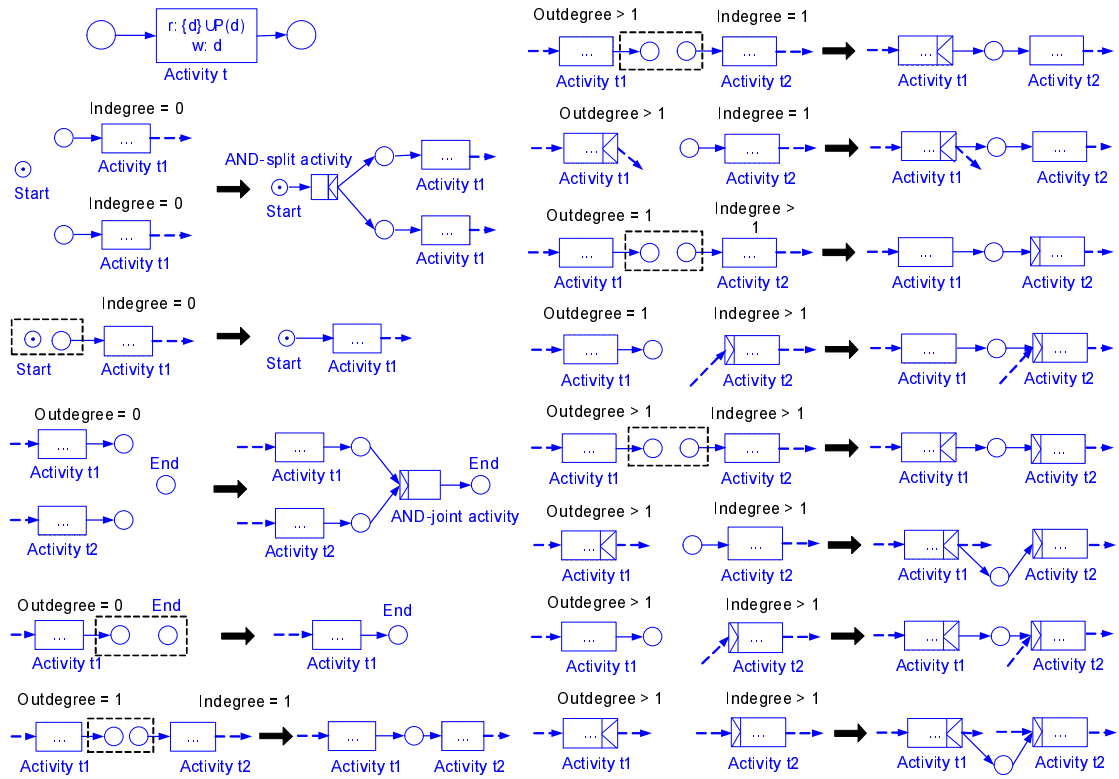 r: {d} UP(d)
w: d
Activity t
Indegree = 0
...
Activity t1
Start
Indegree = 0
...
Activity t1
AND-split activity
Start
...
Activity t1
...
Activity t1
Indegree = 0
...
Start
Activity t1
...
Start
Activity t1
Outdegree = 0
...
Activity t1
End
...
Activity t2
...
Activity t1
End
AND-joint activity
...
Activity t2
Outdegree = 0
End
...
Activity t1
End
...
Activity t1
Outdegree = 1
Indegree = 1
...
...
Activity t1
Activity t2
...
...
Activity t1
Activity t2
Outdegree > 1
Indegree = 1
...
...
Activity t1
Activity t2
...
...
Activity t1
Activity t2
Outdegree > 1
Indegree = 1
...
...
Activity t1
Activity t2
...
...
Activity t1
Activity t2
Outdegree = 1
Indegree >
1
...
...
Activity t1
Activity t2
...
...
Activity t1
Activity t2
Outdegree = 1
Indegree > 1
...
...
Activity t1
Activity t2
...
...
Activity t1
Activity t2
Outdegree > 1
Indegree > 1
...
...
Activity t1
Activity t2
...
...
Activity t1
Activity t2
Outdegree > 1
Indegree > 1
...
...
Activity t1
Activity t2
...
...
Activity t1
Activity t2
Outdegree > 1
Indegree > 1
...
...
Activity t1
Activity t2
...
...
Activity t1
Activity t2
Outdegree > 1
Indegree > 1
...
...
Activity t1
Activity t2
...
...
Activity t1
Activity t2